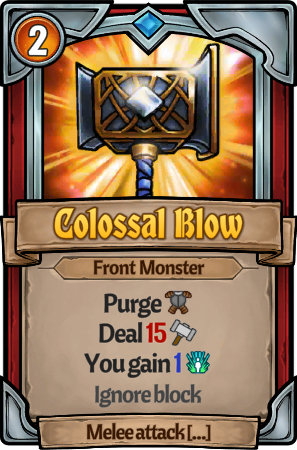 2
Colossal Blow
Front Monster
Purge
Deal 15
You gain 1
Ignore block
Melee attack [...]